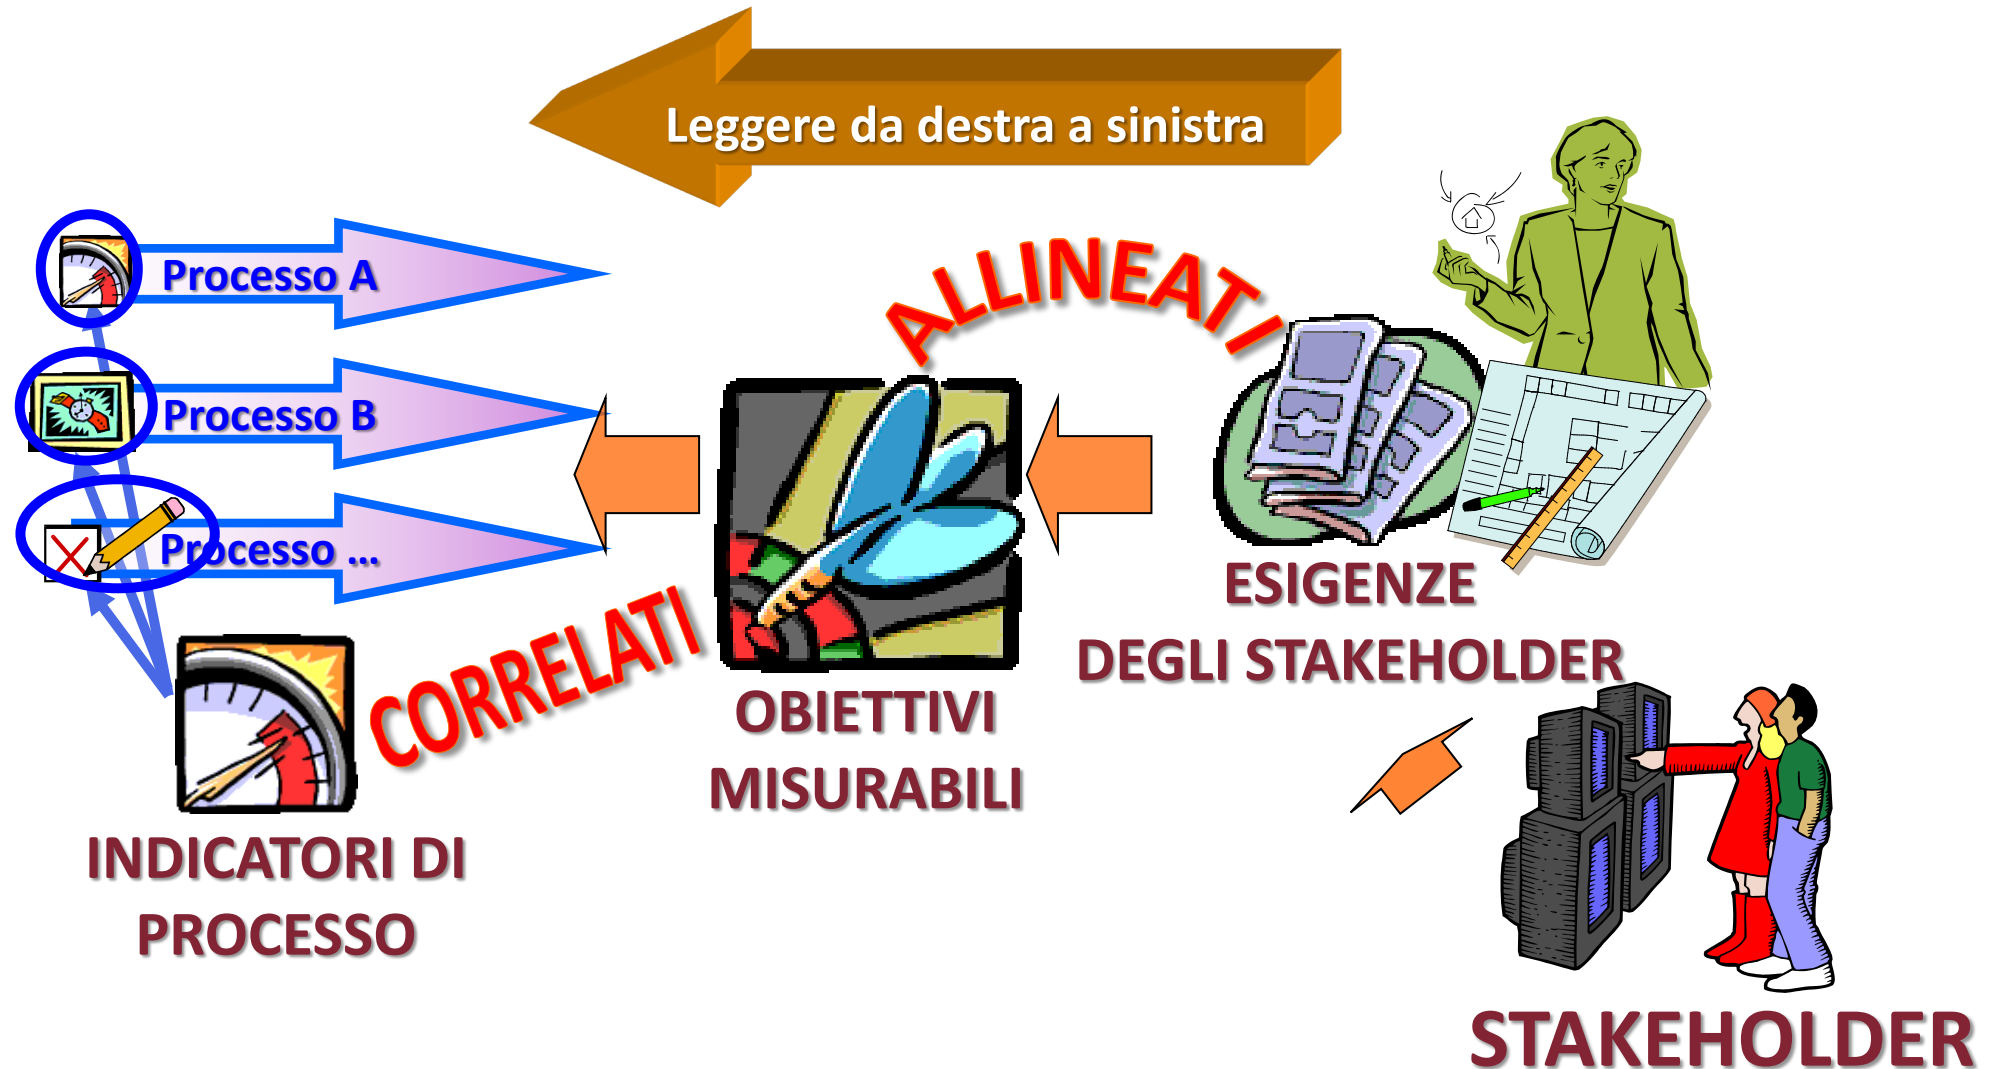 Leggere da destra a sinistra
Processo A
Processo B
Processo ...
ALLINEATI
CORRELATI
ESIGENZE
DEGLI STAKEHOLDER
OBIETTIVI
MISURABILI
INDICATORI DI
PROCESSO
STAKEHOLDER